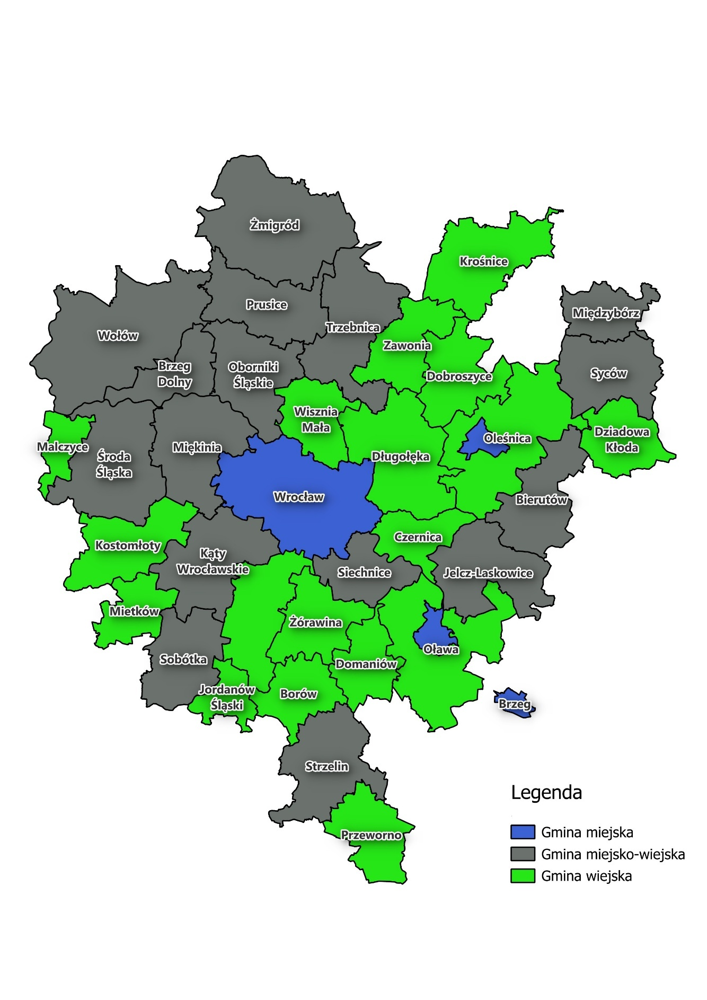 Żmigród
Krośnice
Prusice
Międzybórz
Trzebnica
Wołów
Zawonia
Brzeg
Dolny
Oborniki
Śląskie
Syców
Dobroszyce
Wisznia
Mała
Dziadowa
Kłoda
Oleśnica
Malczyce
Miękinia
Środa
Śląska
Długołęka
Wrocław
Bierutów
Czernica
Kostomłoty
Kąty
Wrocławskie
Siechnice
Jelcz-Laskowice
Mietków
Żórawina
Oława
Sobótka
Domaniów
Jordanów
Śląski
Borów
Brzeg
Strzelin
Przeworno
Legenda
Gmina miejska
Gmina miejsko-wiejska
Gmina wiejska